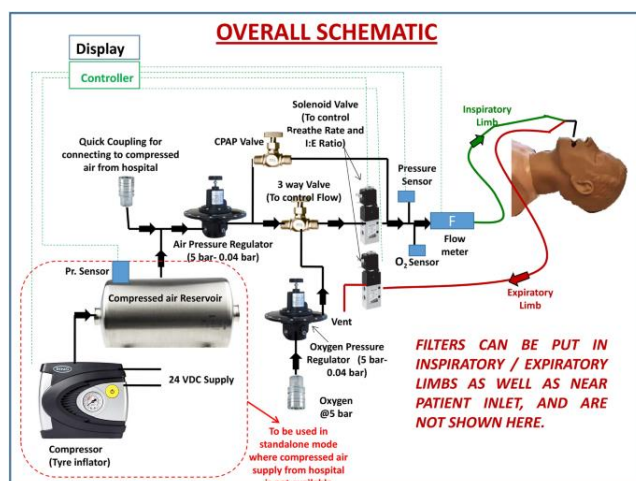 OVERALL SCHEMATIC
Display
Controller
Quick Coupling for
connecting to compressed
air from hospital
CPAP Valve
Solenoid Valve (To
control
Breathe Rate and
I:E Ratio)
Inspiratory
Limb
3 way Valve
(To control Flow)
Pressure
Sensor
Air Pressure Regulator
(5 bar- 0.04 bar)
F
Flow
meter
O2 Sensor
Pr. Sensor
Compressed air Reservoir
Vent
Expiratory
Limb
Oxygen Pressure
Regulator (5 bar-
0.04 bar)
24 VDC Supply
Oxygen
@5 bar
Compressor
(Tyre inflator)
To be used in
standalone mode
where compressed air
supply from hospital
FILTERS CAN BE PUT IN
INSPIRATORY / EXPIRATORY
LIMBS AS WELL AS NEAR
PATIENT INLET, AND ARE
NOT SHOWN HERE.